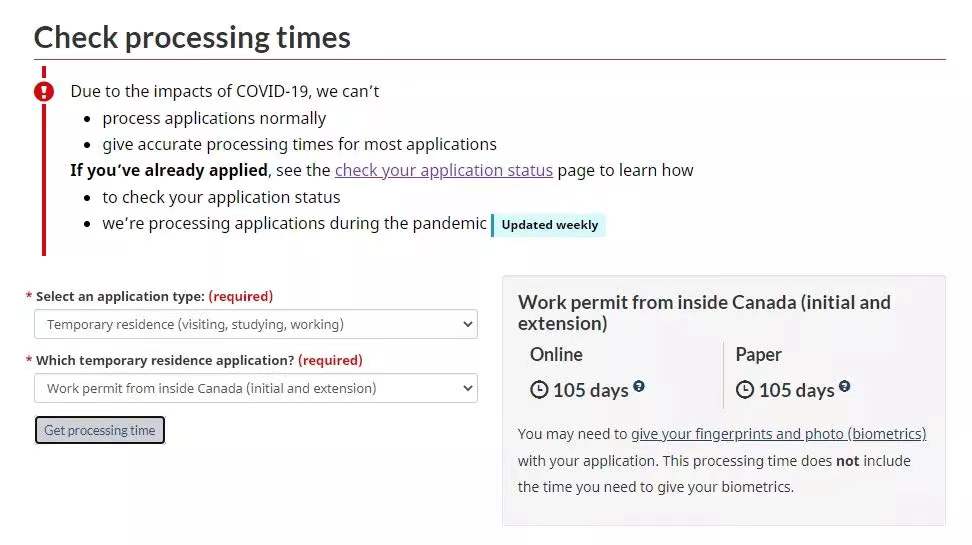 Check processing times
Due to the impacts of COVID-19, we can’t
process applications normally
give accurate processing times for most applications
If you’ve already applied, see the check your application status page to learn how
to check your application status
we’re processing applications during the pandemic Updated weekly
* Select an application type: (required)
Temporary residence (visiting, studying, working)
* Which temporary residence application? (required)
Work permit from inside Canada (initial and extension)
Get processing time
Work permit from inside Canada (initial and
extension)
Online Paper
105 days ? 105 days ?
You may need to give your fingerprints and photo (biometrics)
with your application. This processing time does not include
the time you need to give your biometrics.